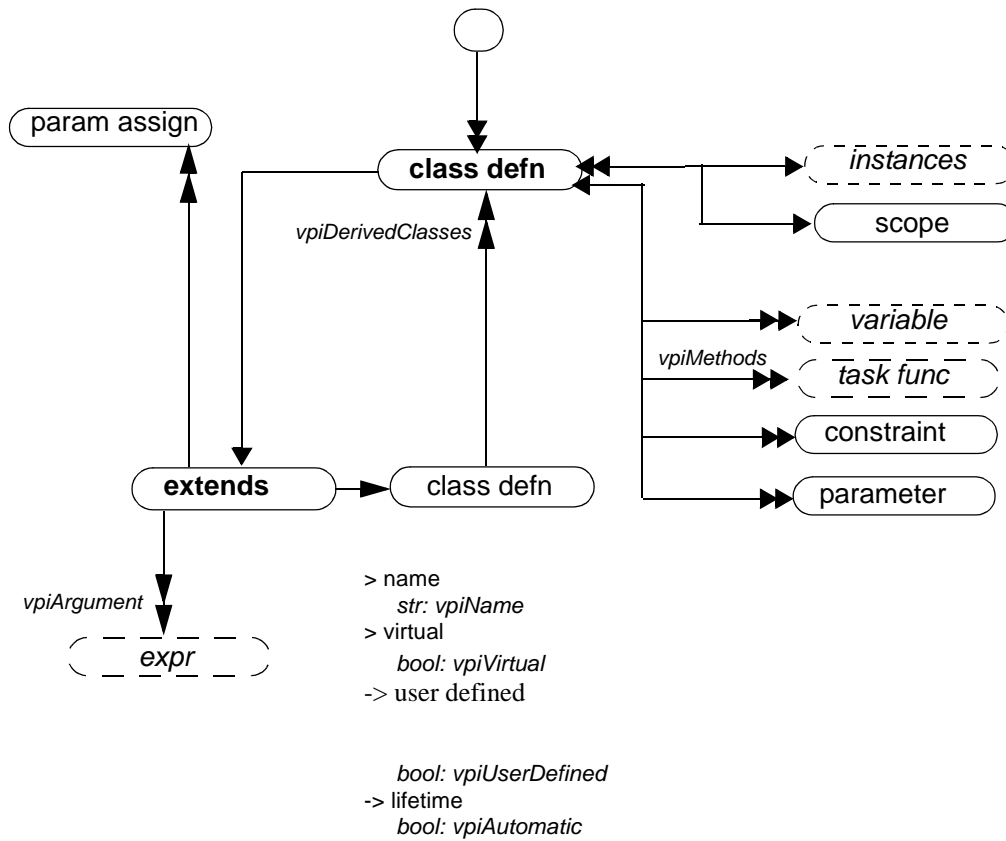 param assign
class defn
instances
scope
vpiDerivedClasses
variable
vpiMethods
task func
constraint
extends
class defn
parameter
vpiArgument
expr
> name
str: vpiName
> virtual
bool: vpiVirtual
-> user defined
bool: vpiUserDefined
-> lifetime
bool: vpiAutomatic